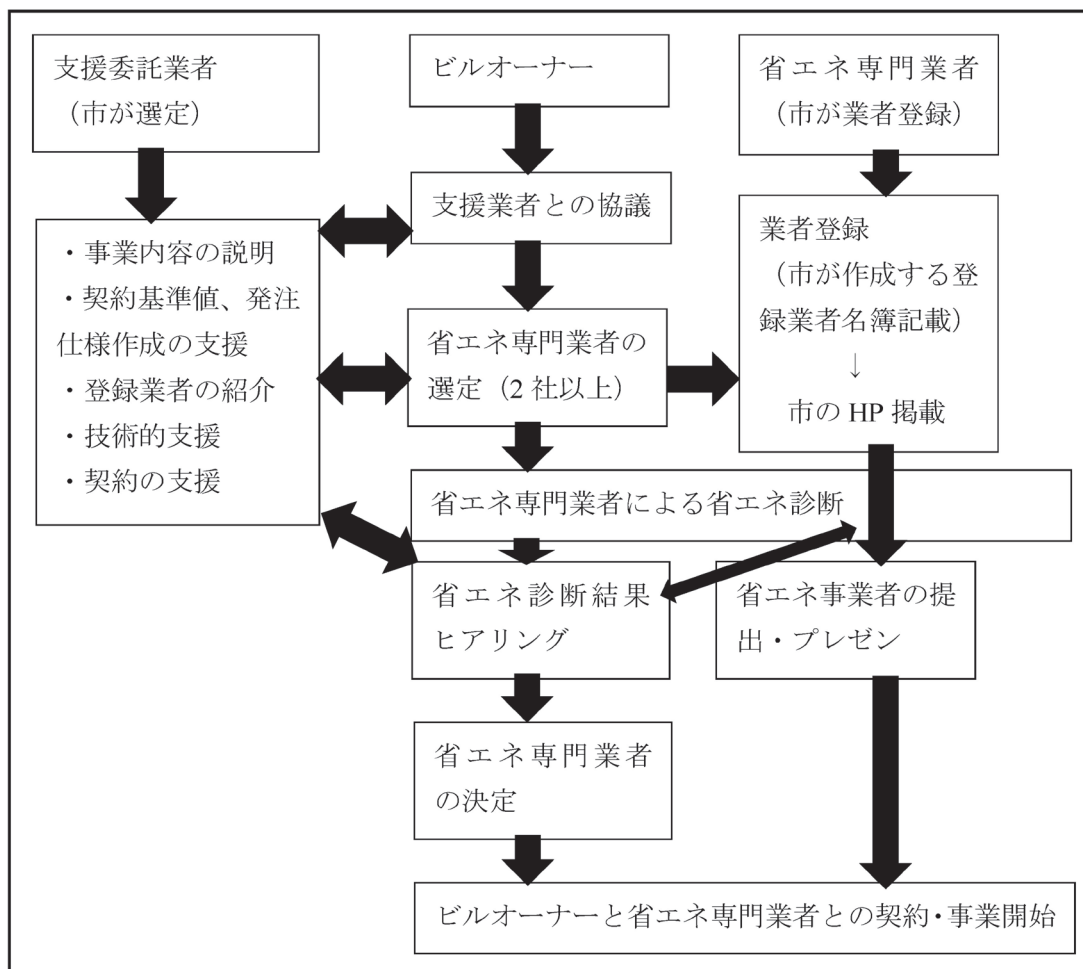 支援委託業者
（市が選定）
ビルオーナー
省エネ専門業者
（市が業者登録）
支援業者との協議
・事業内容の説明
・契約基準値、発注
仕様作成の支援
・登録業者の紹介
・技術的支援
・契約の支援
業者登録
（市が作成する登
録業者名簿記載）
↓
市の HP 掲載
省エネ専門業者の
選定（2 社以上）
省エネ専門業者による省エネ診断
省エネ診断結果
ヒアリング
省エネ事業者の提
出・プレゼン
省エネ専門業者
の決定
ビルオーナーと省エネ専門業者との契約・事業開始